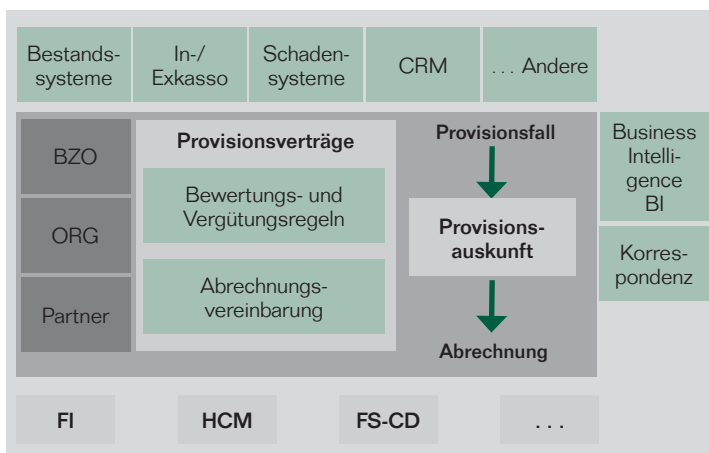 Bestands-
systeme
In-/
Exkasso
Schaden-
systeme
CRM
... Andere
BZO
ORG
Partner
Provisionsverträge
Bewertungs- und
Vergütungsregeln
Abrechnungs-
vereinbarung
Provisionsfall
Provisions-
auskunft
Abrechnung
Business
Intelli-
gence
BI
Korres-
pondenz
FI
HCM
FS-CD
...